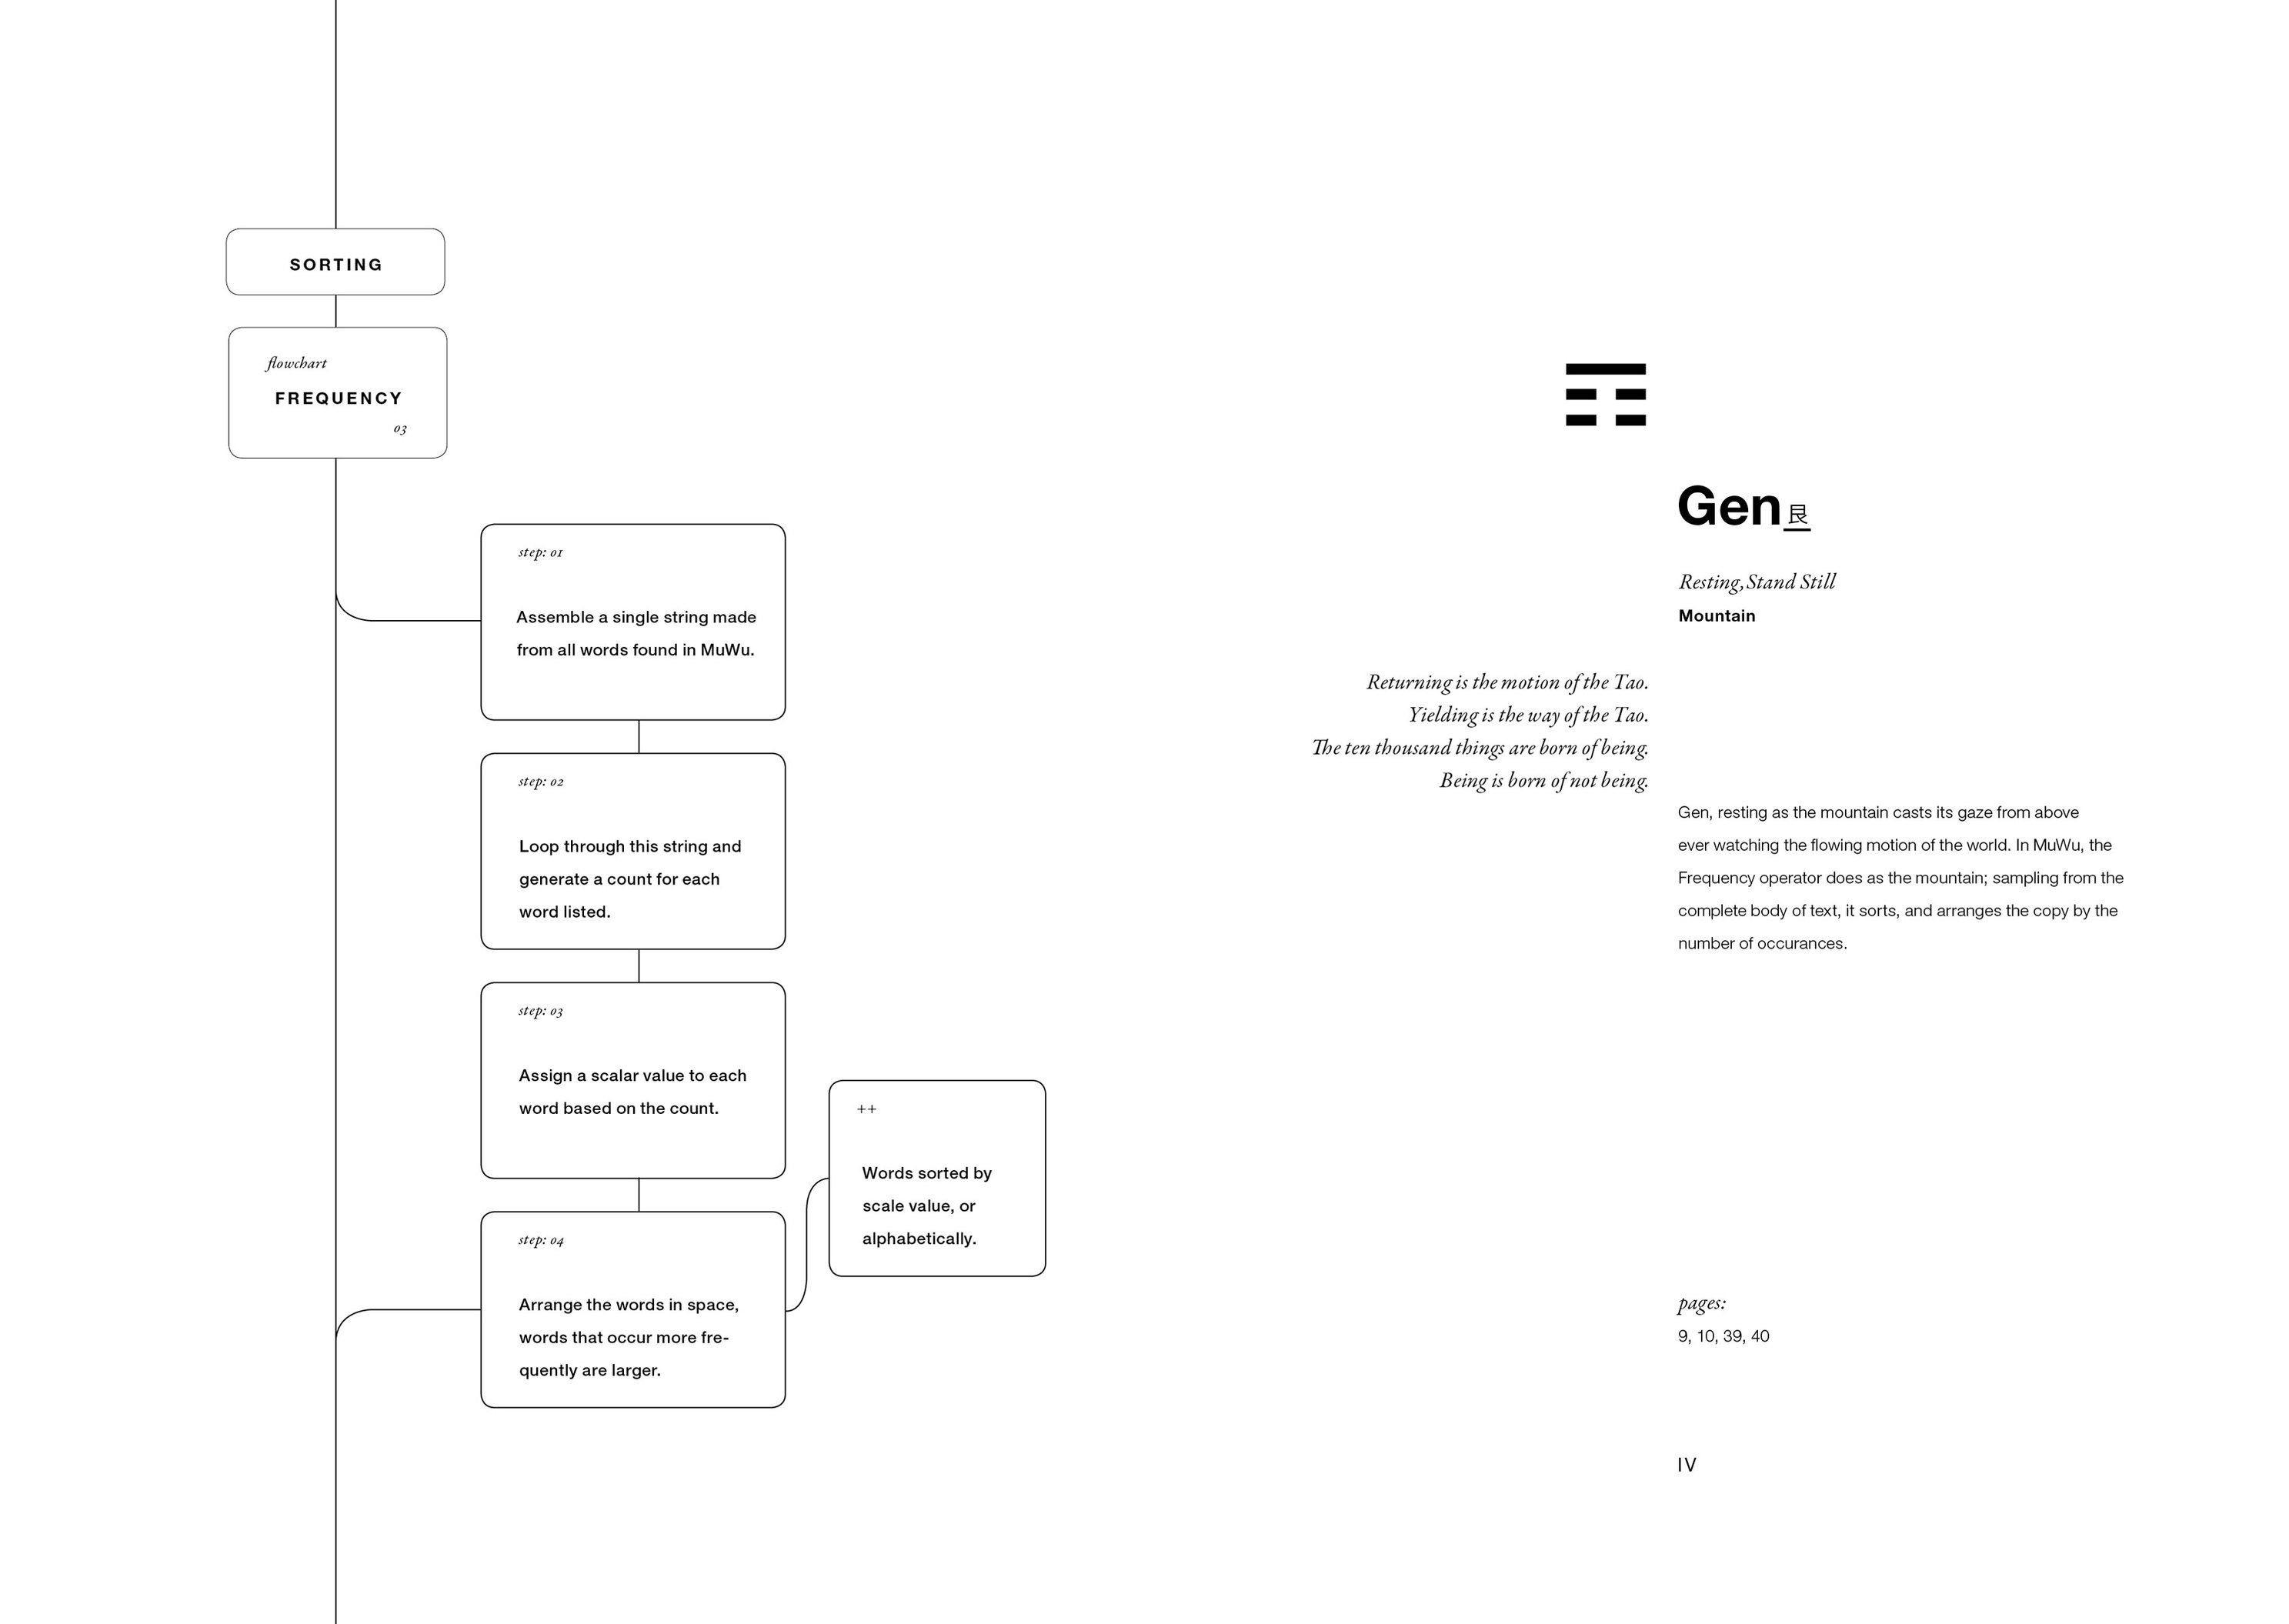 SORTING
flowchart
FREQUENCY
03
step: 01
Assemble a single string made
from all words found in MuWu.
step: 02
Loop through this string and
generate a count for each
word listed.
step: 03
Assign a scalar value to each
word based on the count.
step: 04
Arrange the words in space,
words that occur more fre-
quently are larger.
++
Words sorted by
scale value, or
alphabetically.
Gen艮
Resting, Stand Still
Mountain
Returning is the motion of the Tao.
Yielding is the way of the Tao.
The ten thousand things are born of being.
Being is born of not being.
Gen, resting as the mountain casts its gaze from above
ever watching the flowing motion of the world. In MuWu, the
Frequency operator does as the mountain; sampling from the
complete body of text, it sorts, and arranges the copy by the
number of occurances.
pages:
9, 10, 39, 40
IV